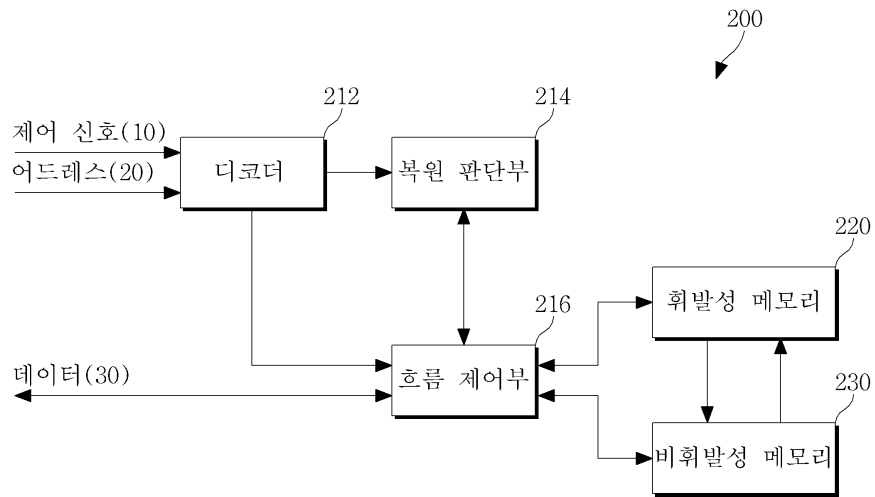 200
212
214
제어 신호(10)
어드레스(20)
디코더
복원 판단부
220
휘발성 메모리
216
데이터(30)
흐름 제어부
230
비휘발성 메모리